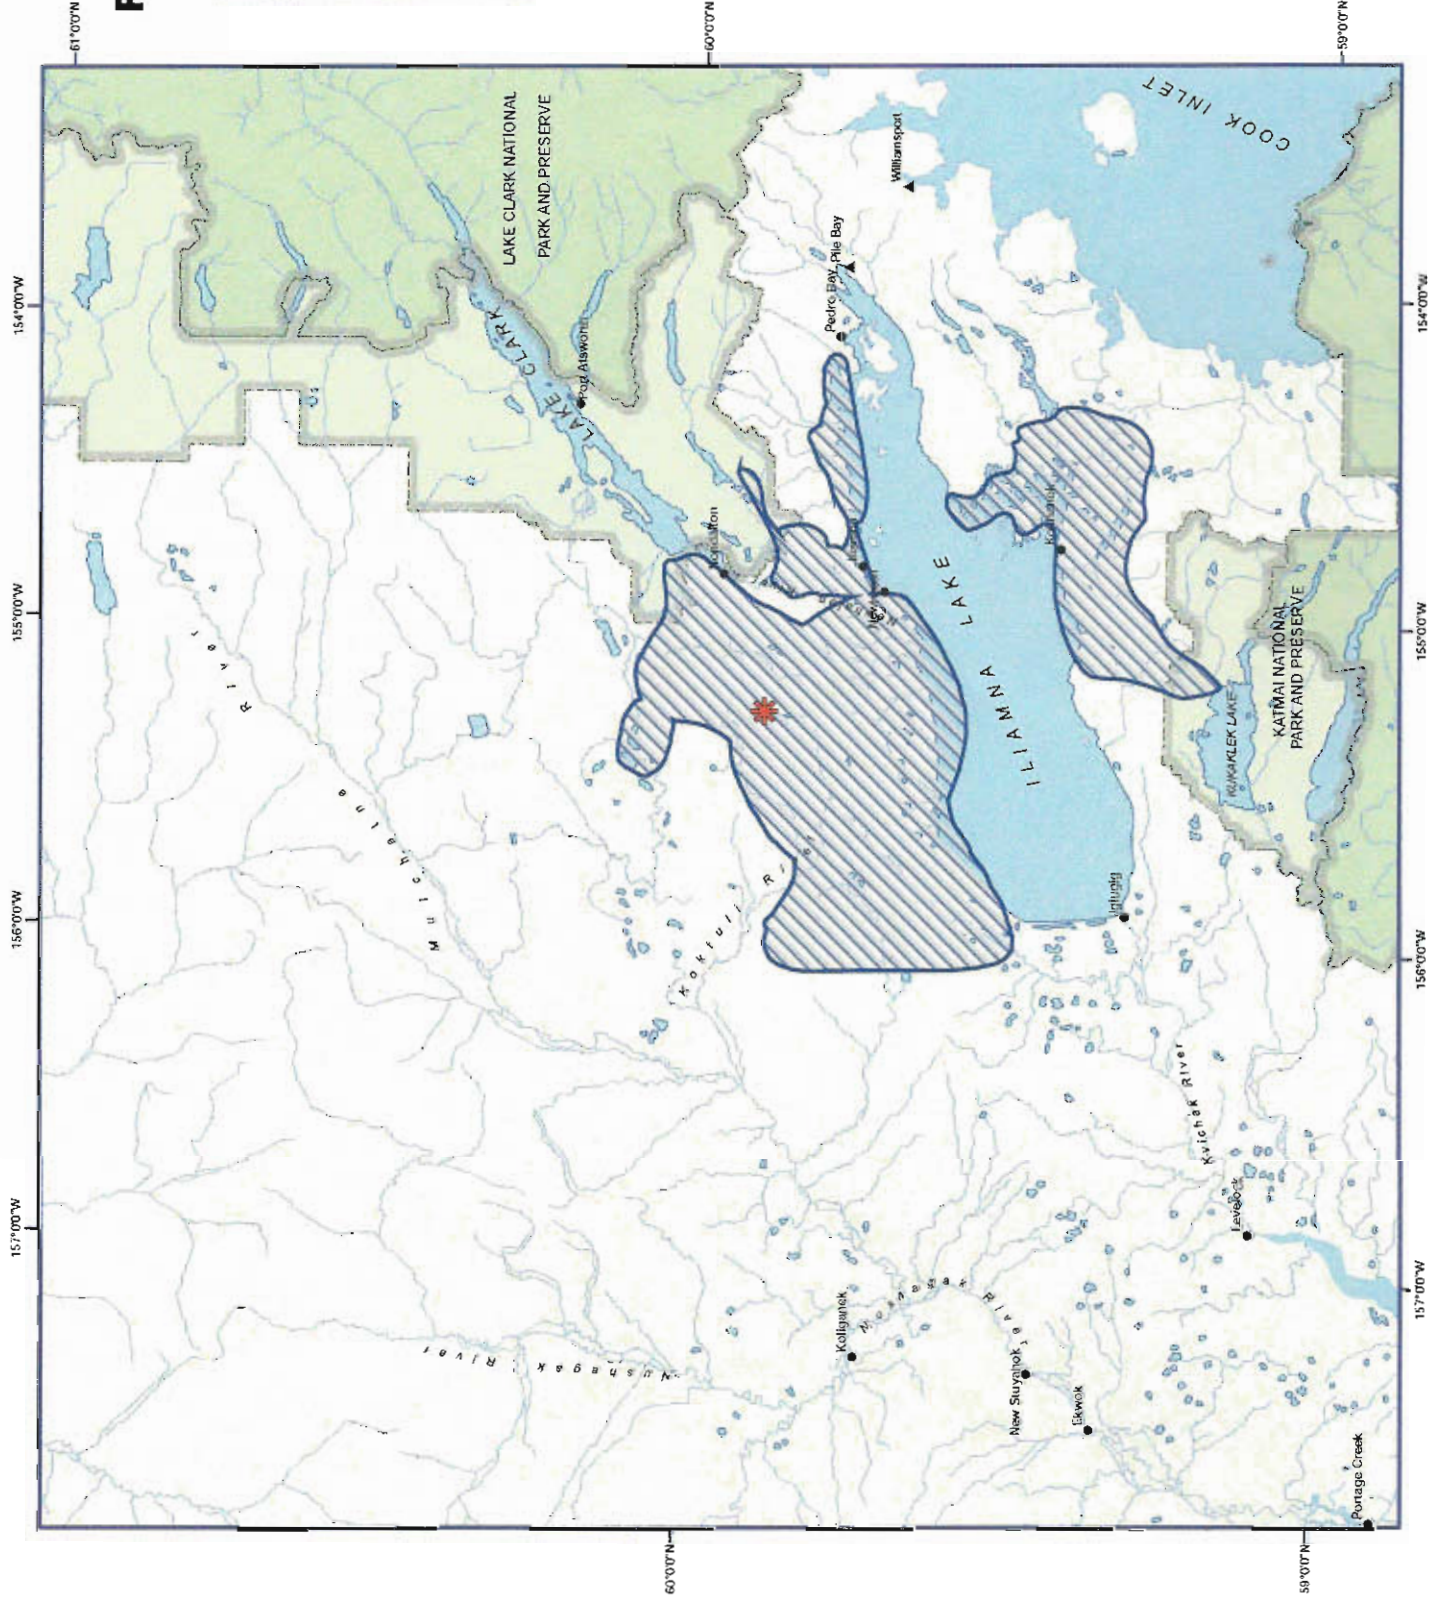 61°0'0"N
60°0'0"N
59°0'0"N
154°0'0"W
155°0'0"W
156°0'0"W
157°0'0"W
LAKE CLARK NATIONAL
PARK AND PRESERVE
LAKE CLARK
Port Alsworth
COOK INLET
Williamsport
Pile Bay
Pedro Bay
ILIAMNA LAKE
KUKAKLEK LAKE
KATMAI NATIONAL
PARK AND PRESERVE
Mulchatna River
Koktuli River
Igiugig
Kvichak River
Levelock
Nushagak River
Koliganek
Nushagak River
New Stuyahok
Ekwok
Portage Creek
60°0'0"N
59°0'0"N
154°0'0"W
155°0'0"W
156°0'0"W
157°0'0"W